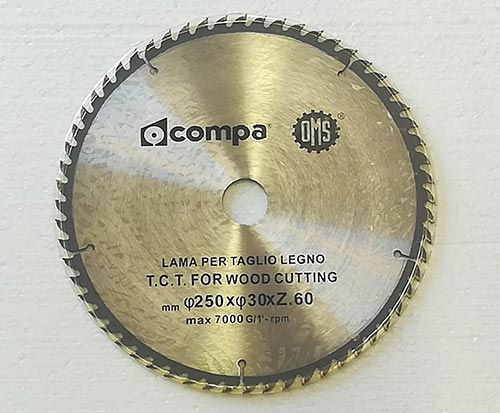 compa® OMS®
LAMA PER TAGLIO LEGNO
T.C.T. FOR WOOD CUTTING
mm φ250xφ30xZ.60
max 7000 G/1'- rpm